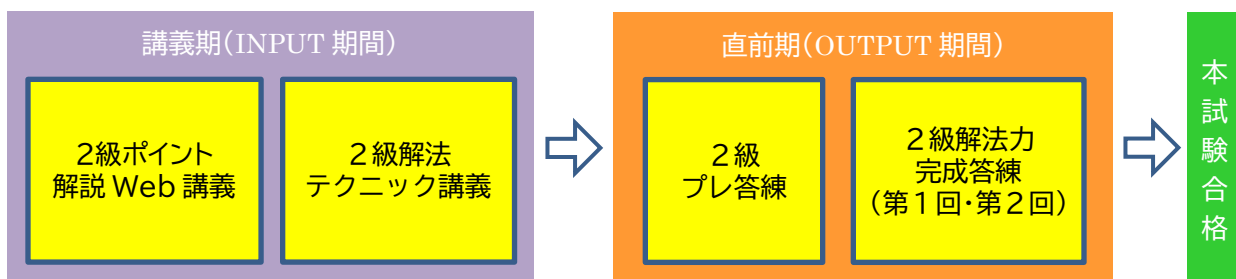 講義期(INPUT 期間)
2級ポイント
解説 Web 講義
2級解法
テクニック講義
直前期(OUTPUT 期間)
2級
プレ答練
2級解法力
完成答練
(第1回・第2回)
本試験合格